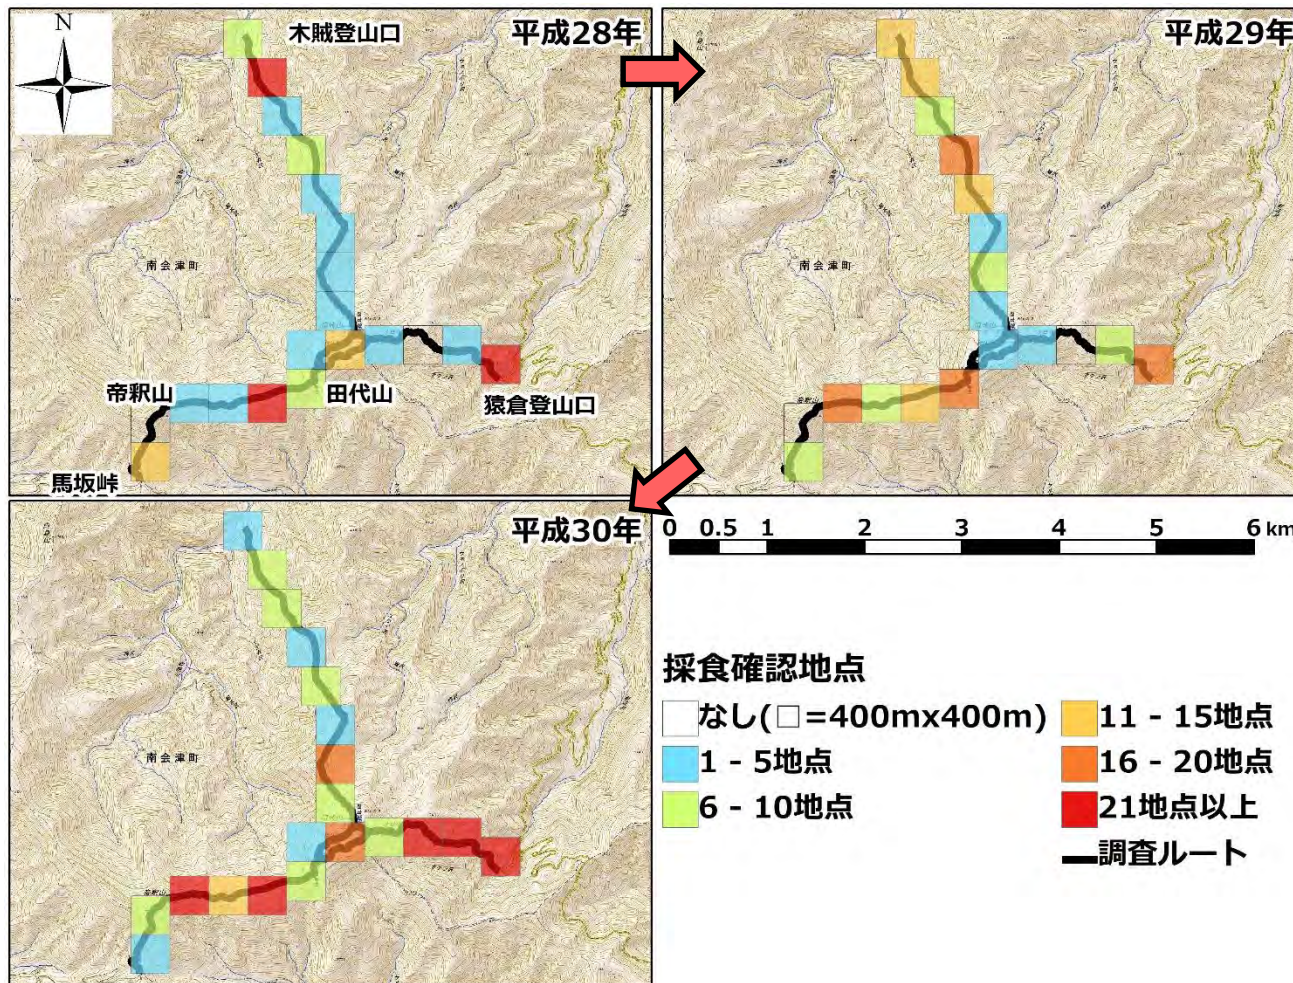 N
木賊登山口
平成28年
南会津町
帝釈山
田代山
猿倉登山口
馬坂峠
平成29年
南会津町
平成30年
南会津町
0 0.5 1 2 3 4 5 6 km
採食確認地点
なし(□=400mx400m)
1 - 5地点
6 - 10地点
11 - 15地点
16 - 20地点
21地点以上
調査ルート